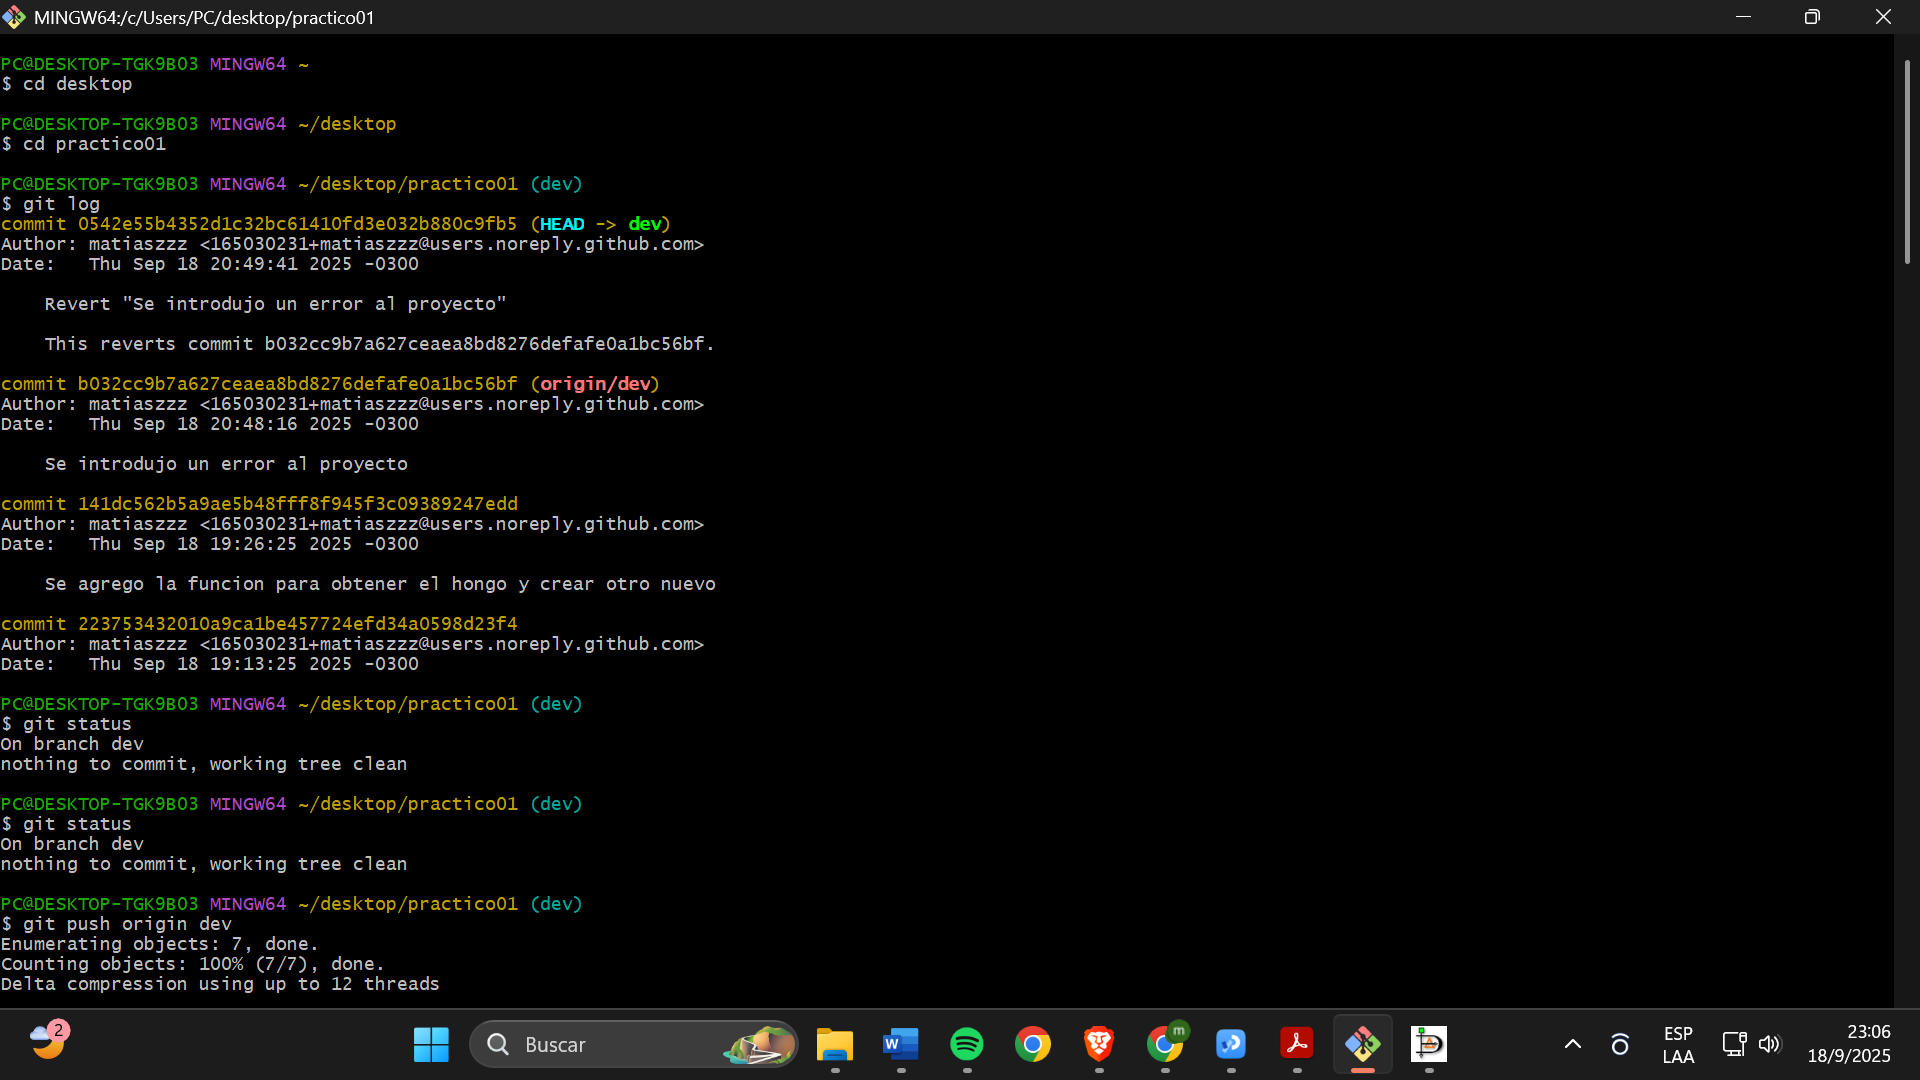 MINGW64:/c/Users/PC/desktop/practico01
PC@DESKTOP-TGK9B03 MINGW64 ~
$ cd desktop
PC@DESKTOP-TGK9B03 MINGW64 ~/desktop
$ cd practico01
PC@DESKTOP-TGK9B03 MINGW64 ~/desktop/practico01 (dev)
$ git log
commit 0542e55b4352d1c32bc61410fd3e032b880c9fb5 (HEAD -> dev)
Author: matiaszzz <165030231+matiaszzz@users.noreply.github.com>
Date:   Thu Sep 18 20:49:41 2025 -0300
Revert "Se introdujo un error al proyecto"
This reverts commit b032cc9b7a627ceaea8bd8276defafe0a1bc56bf.
commit b032cc9b7a627ceaea8bd8276defafe0a1bc56bf (origin/dev)
Author: matiaszzz <165030231+matiaszzz@users.noreply.github.com>
Date:   Thu Sep 18 20:48:16 2025 -0300
Se introdujo un error al proyecto
commit 141dc562b5a9ae5b48fff8f945f3c09389247edd
Author: matiaszzz <165030231+matiaszzz@users.noreply.github.com>
Date:   Thu Sep 18 19:26:25 2025 -0300
Se agrego la funcion para obtener el hongo y crear otro nuevo
commit 223753432010a9ca1be457724efd34a0598d23f4
Author: matiaszzz <165030231+matiaszzz@users.noreply.github.com>
Date:   Thu Sep 18 19:13:25 2025 -0300
PC@DESKTOP-TGK9B03 MINGW64 ~/desktop/practico01 (dev)
$ git status
On branch dev
nothing to commit, working tree clean
PC@DESKTOP-TGK9B03 MINGW64 ~/desktop/practico01 (dev)
$ git status
On branch dev
nothing to commit, working tree clean
PC@DESKTOP-TGK9B03 MINGW64 ~/desktop/practico01 (dev)
$ git push origin dev
Enumerating objects: 7, done.
Counting objects: 100% (7/7), done.
Delta compression using up to 12 threads
2
Buscar
W
m
ESP
LAA
23:06
18/9/2025